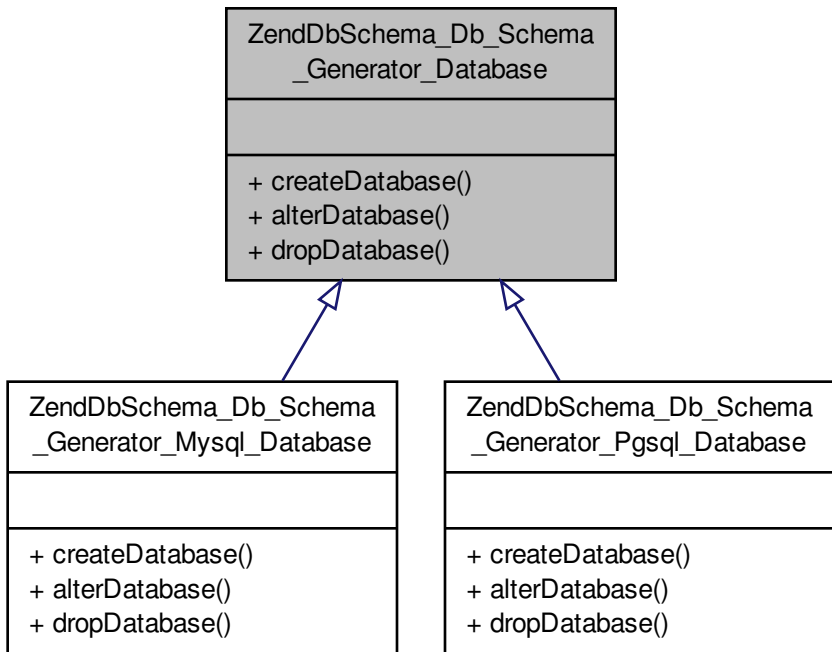 ZendDbSchema_Db_Schema
_Generator_Database
+ createDatabase()
+ alterDatabase()
+ dropDatabase()
ZendDbSchema_Db_Schema
_Generator_Mysql_Database
+ createDatabase()
+ alterDatabase()
+ dropDatabase()
ZendDbSchema_Db_Schema
_Generator_Pgsql_Database
+ createDatabase()
+ alterDatabase()
+ dropDatabase()